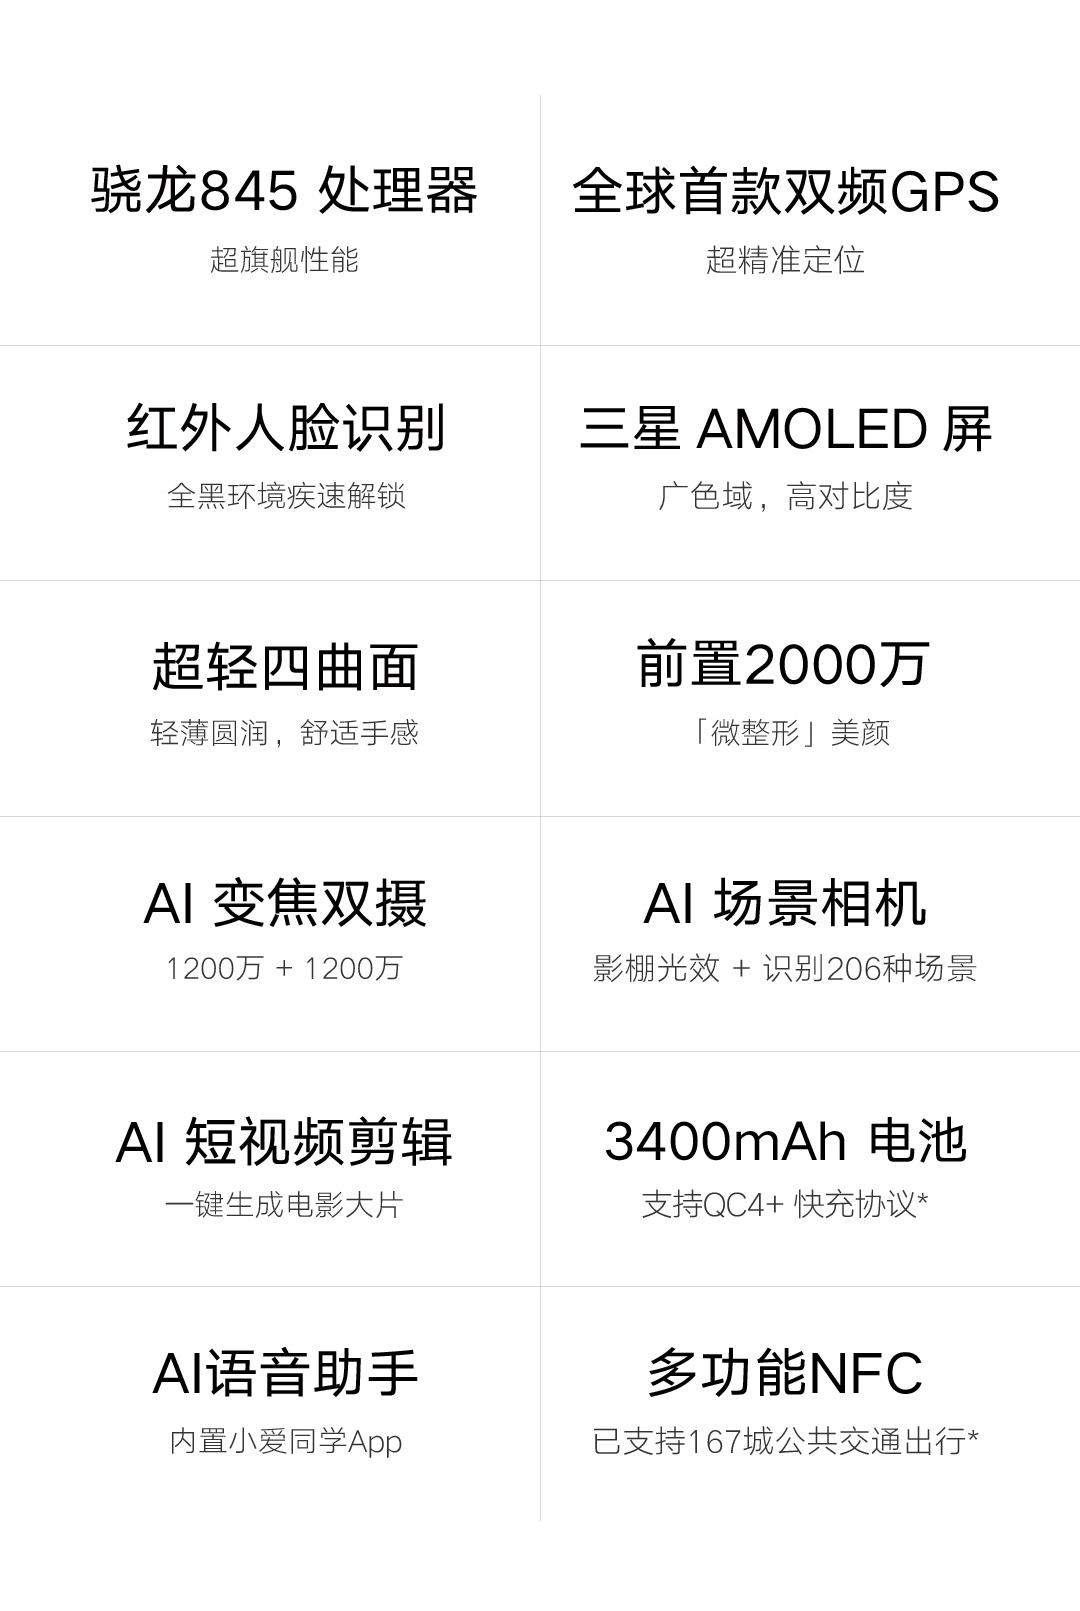 骁龙845 处理器
超旗舰性能
全球首款双频GPS
超精准定位
红外人脸识别
全黑环境疾速解锁
三星 AMOLED 屏
广色域，高对比度
超轻四曲面
轻薄圆润，舒适手感
前置2000万
「微整形」美颜
AI 变焦双摄
1200万 + 1200万
AI 场景相机
影棚光效 + 识别206种场景
AI 短视频剪辑
一键生成电影大片
3400mAh 电池
支持QC4+ 快充协议*
AI语音助手
内置小爱同学App
多功能NFC
已支持167城公共交通出行*